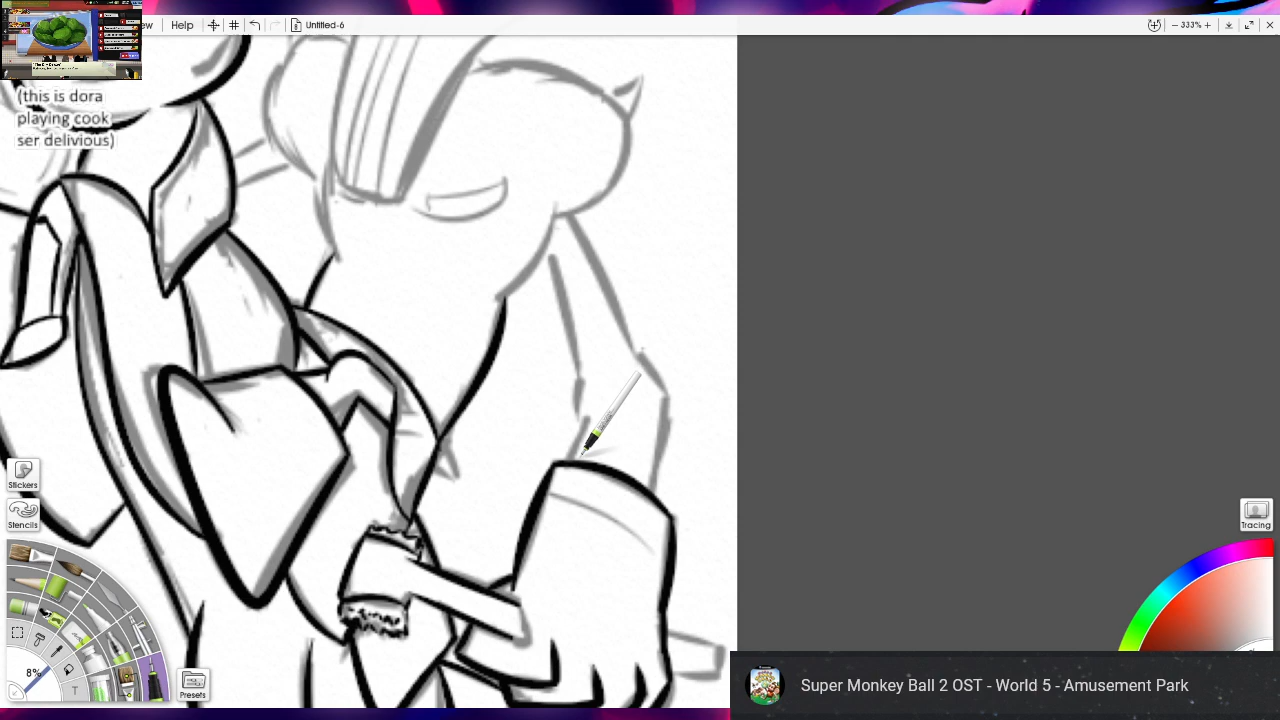 ew
Help
Untitled-6
333%
(this is dora
playing cook
ser delivious)
Stickers
Stencils
Tracing
8%
T
Presets
Super Monkey Ball 2 OST - World 5 - Amusement Park